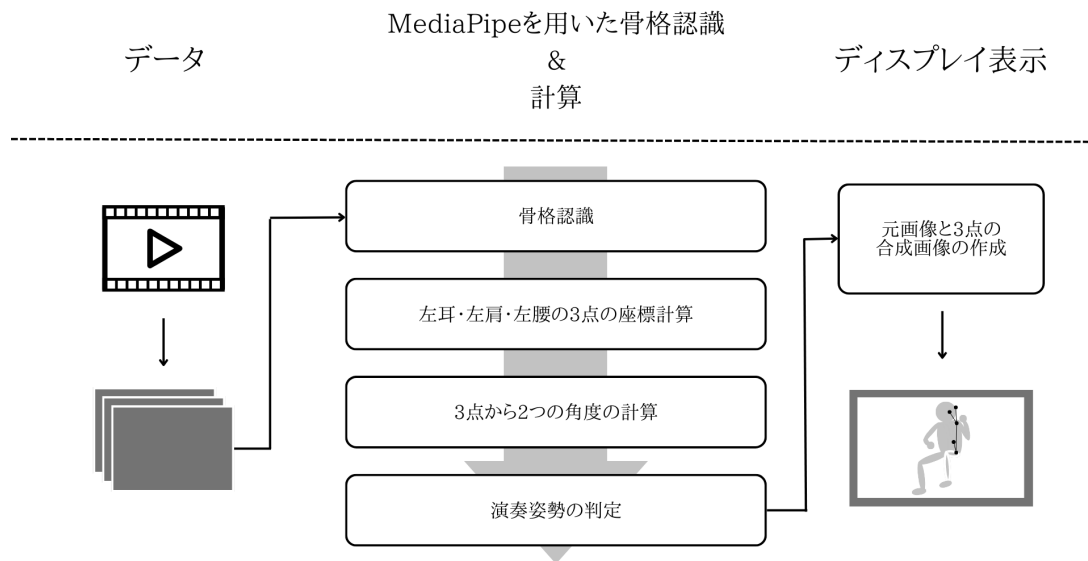 データ
MediaPipeを用いた骨格認識
&
計算
ディスプレイ表示
骨格認識
左耳・左肩・左腰の3点の座標計算
3点から2つの角度の計算
演奏姿勢の判定
元画像と3点の
合成画像の作成